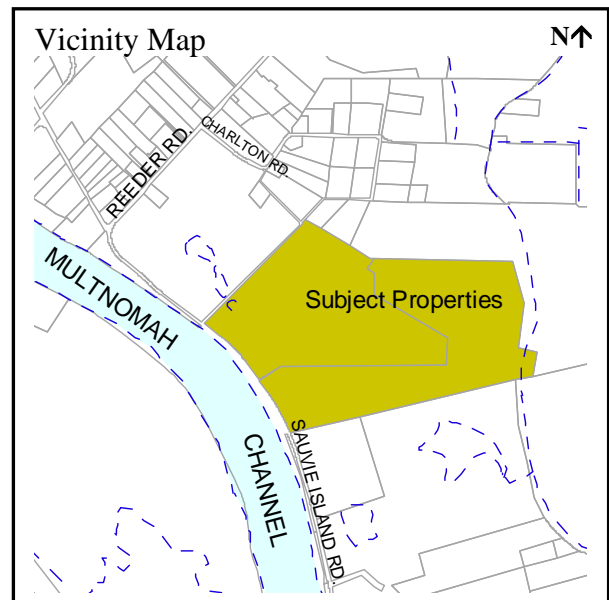 Vicinity Map
N↑
CHARLTON RD.
REEDER RD.
MULTNOMAH
Subject Properties
CHANNEL
SAUVIE ISLAND RD.